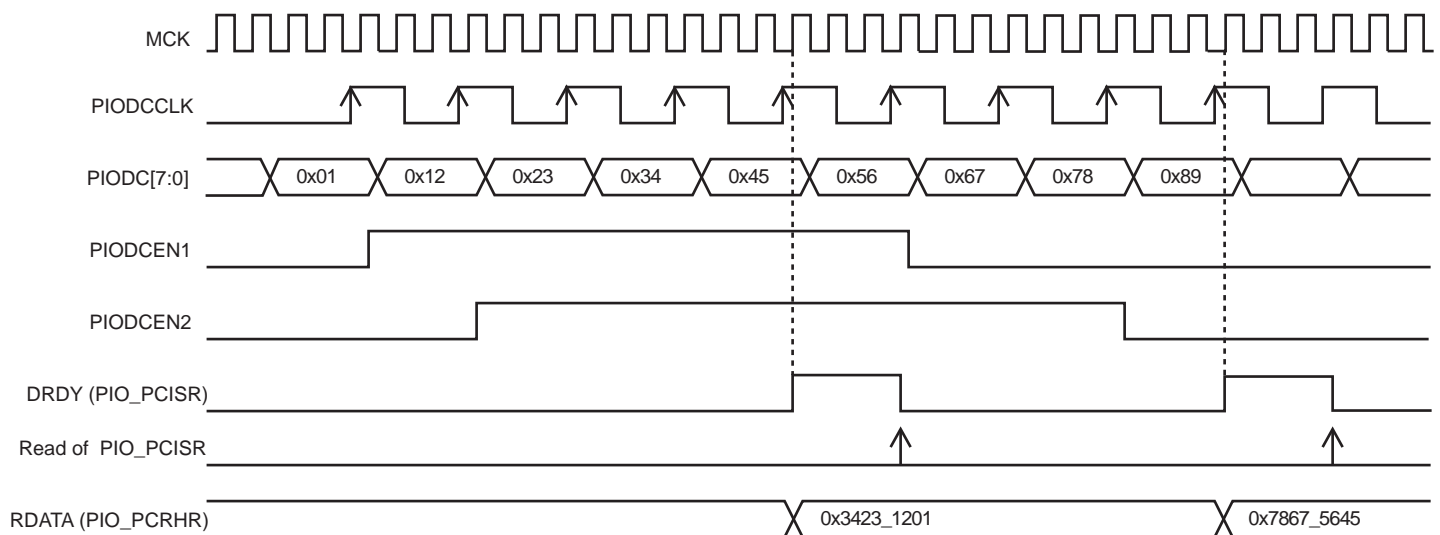 MCK
PIODCCLK
PIODC[7:0] 0x01 0x12 0x23 0x34 0x45 0x56 0x67 0x78 0x89
PIODCEN1
PIODCEN2
DRDY (PIO_PCISR)
Read of PIO_PCISR
RDATA (PIO_PCRHR) 0x3423_1201 0x7867_5645